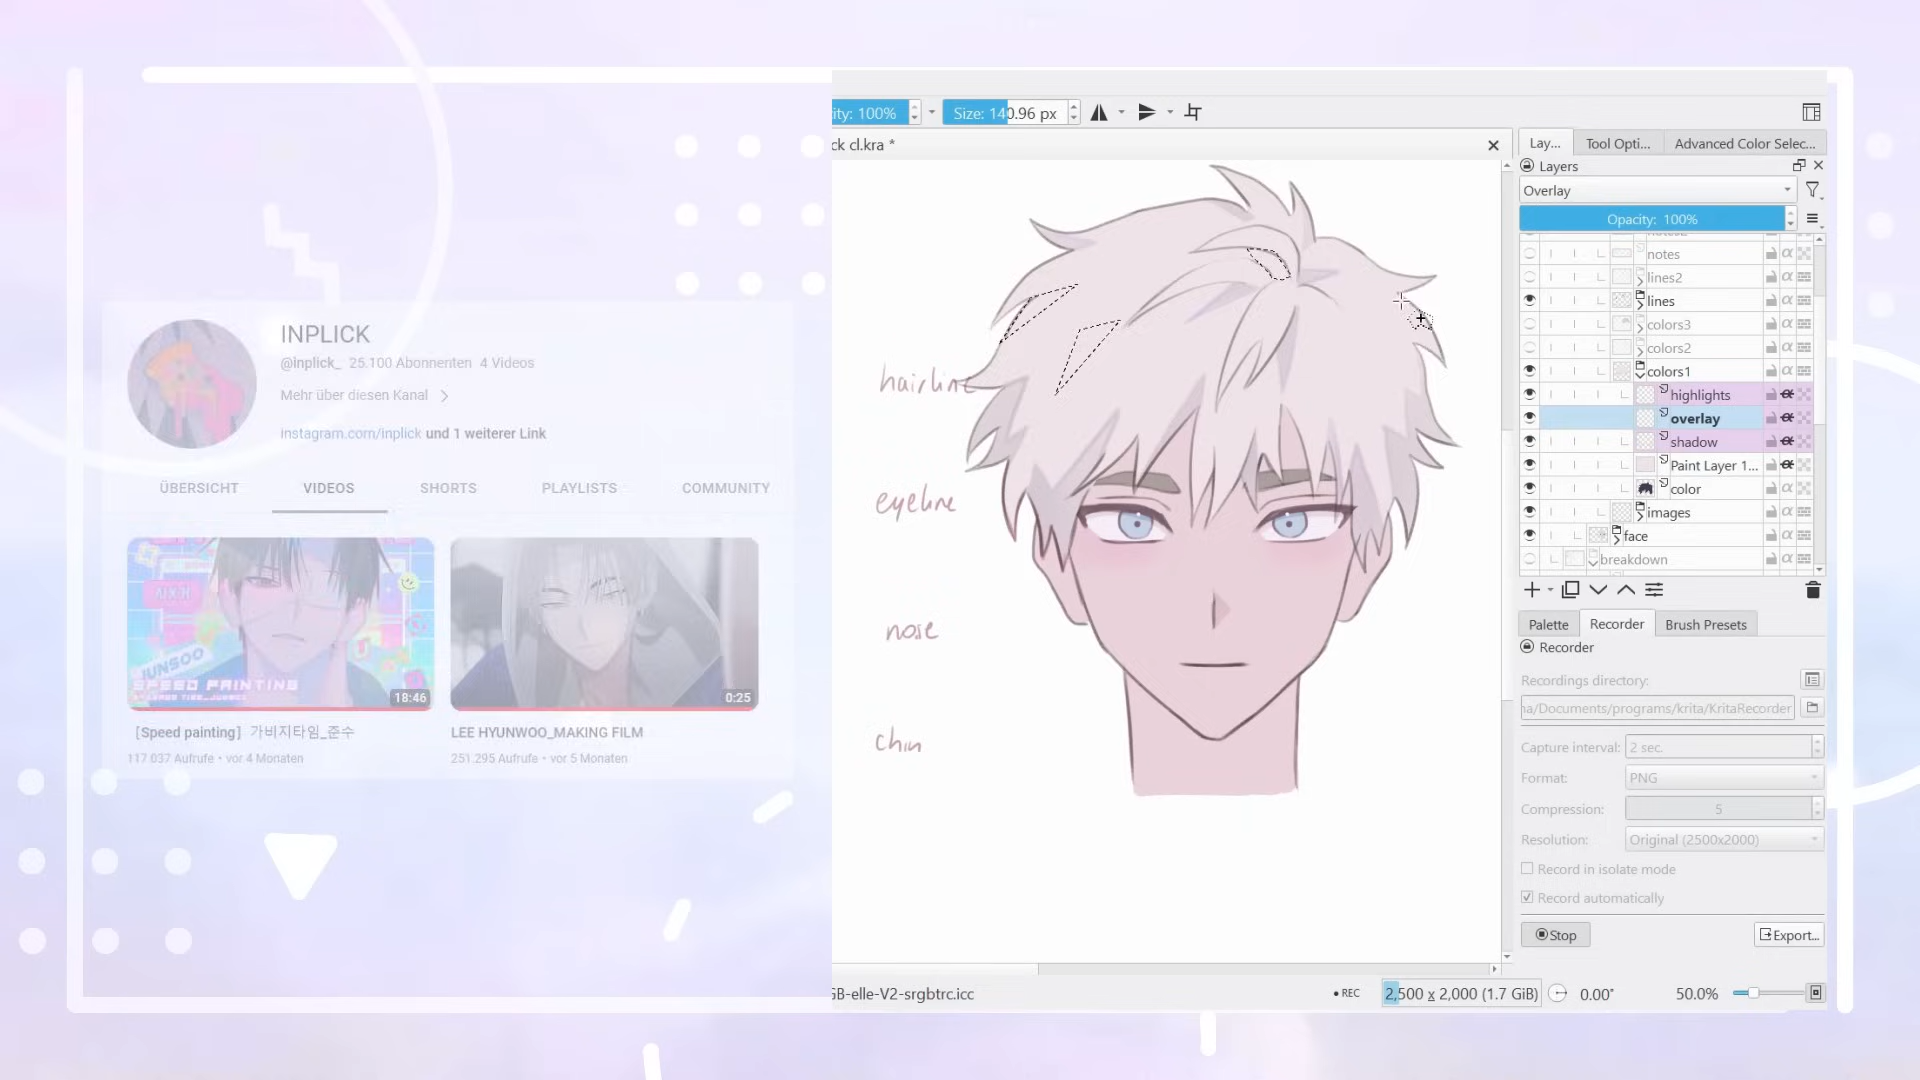 INPLICK
@inplick_ 25.100 Abonnenten 4 Videos
Mehr über diesen Kanal
instagram.com/inplick und 1 weiterer Link
ÜBERSICHT VIDEOS SHORTS PLAYLISTS COMMUNITY
JUNSOO
SPEED PAINTING
18:46
0:25
[Speed painting] 가비지타임_준수
117.037 Aufrufe • vor 4 Monaten
LEE HYUNWOO_MAKING FILM
251.295 Aufrufe • vor 5 Monaten
ity: 100% Size: 140.96 px
ck cl.kra *
hairline
eyeline
nose
chin
Lay... Tool Opti... Advanced Color Selec...
Layers
Overlay
Opacity: 100%
notes
lines2
lines
colors3
colors2
colors1
highlights
overlay
shadow
Paint Layer 1...
color
images
face
breakdown
Palette Recorder Brush Presets
Recorder
Recordings directory:
na/Documents/programs/krita/KritaRecorder
Capture interval: 2 sec.
Format: PNG
Compression: 5
Resolution: Original (2500x2000)
Record in isolate mode
Record automatically
Stop Export...
GB-elle-V2-srgbtrc.icc
• REC 2,500 x 2,000 (1.7 GiB) 0.00° 50.0%